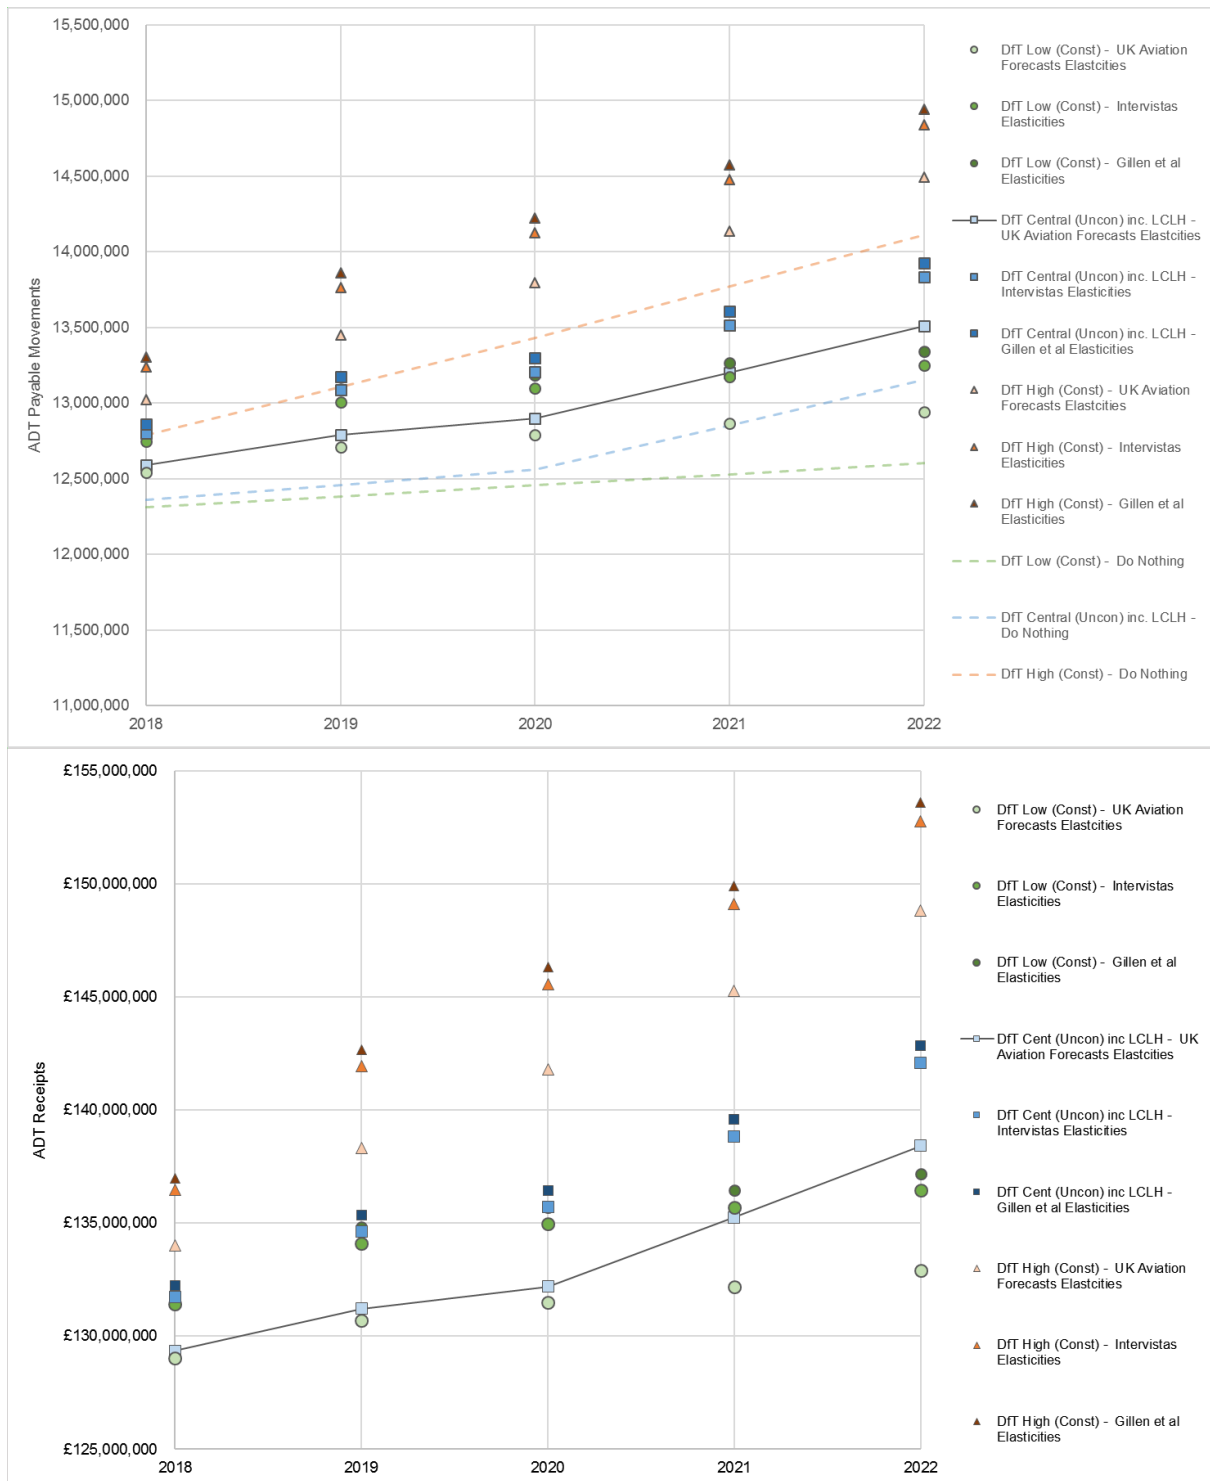 15,500,000
15,000,000
14,500,000
14,000,000
13,500,000
13,000,000
12,500,000
12,000,000
11,500,000
11,000,000
ADT Payable Movements
2018
2019
2020
2021
2022
DfT Low (Const) - UK Aviation
Forecasts Elastcities
DfT Low (Const) - Intervistas
Elasticities
DfT Low (Const) - Gillen et al
Elasticities
DfT Central (Uncon) inc. LCLH -
UK Aviation Forecasts Elastcities
DfT Central (Uncon) inc. LCLH -
Intervistas Elasticities
DfT Central (Uncon) inc. LCLH -
Gillen et al Elasticities
DfT High (Const) - UK Aviation
Forecasts Elastcities
DfT High (Const) - Intervistas
Elasticities
DfT High (Const) - Gillen et al
Elasticities
DfT Low (Const) - Do Nothing
DfT Central (Uncon) inc. LCLH -
Do Nothing
DfT High (Const) - Do Nothing
£155,000,000
£150,000,000
£145,000,000
£140,000,000
£135,000,000
£130,000,000
£125,000,000
ADT Receipts
2018
2019
2020
2021
2022
DfT Low (Const) - UK Aviation
Forecasts Elastcities
DfT Low (Const) - Intervistas
Elasticities
DfT Low (Const) - Gillen et al
Elasticities
DfT Cent (Uncon) inc LCLH - UK
Aviation Forecasts Elastcities
DfT Cent (Uncon) inc LCLH -
Intervistas Elasticities
DfT Cent (Uncon) inc LCLH -
Gillen et al Elasticities
DfT High (Const) - UK Aviation
Forecasts Elastcities
DfT High (Const) - Intervistas
Elasticities
DfT High (Const) - Gillen et al
Elasticities